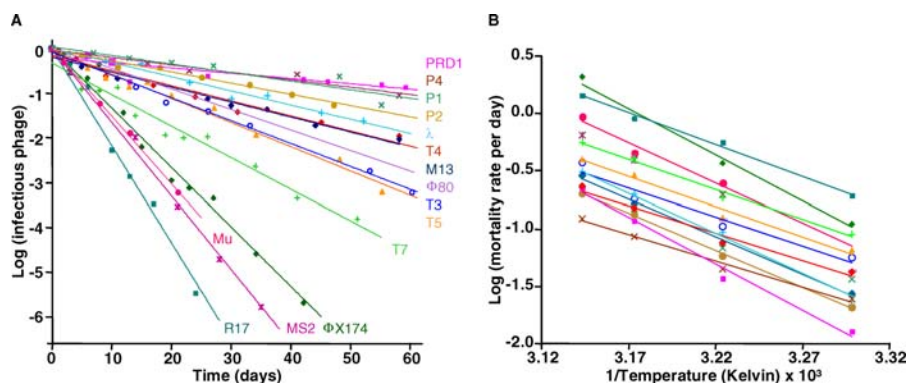 A
Log (infectious phage)
0
-1
-2
-3
-4
-5
-6
0
10
20
30
40
50
60
Time (days)
PRD1
P4
P1
P2
λ
T4
M13
Φ80
T3
T5
T7
Mu
R17
MS2
ΦX174
B
Log (mortality rate per day)
0.5
0.0
-0.5
-1.0
-1.5
-2.0
3.12
3.17
3.22
3.27
3.32
1/Temperature (Kelvin) x 10³